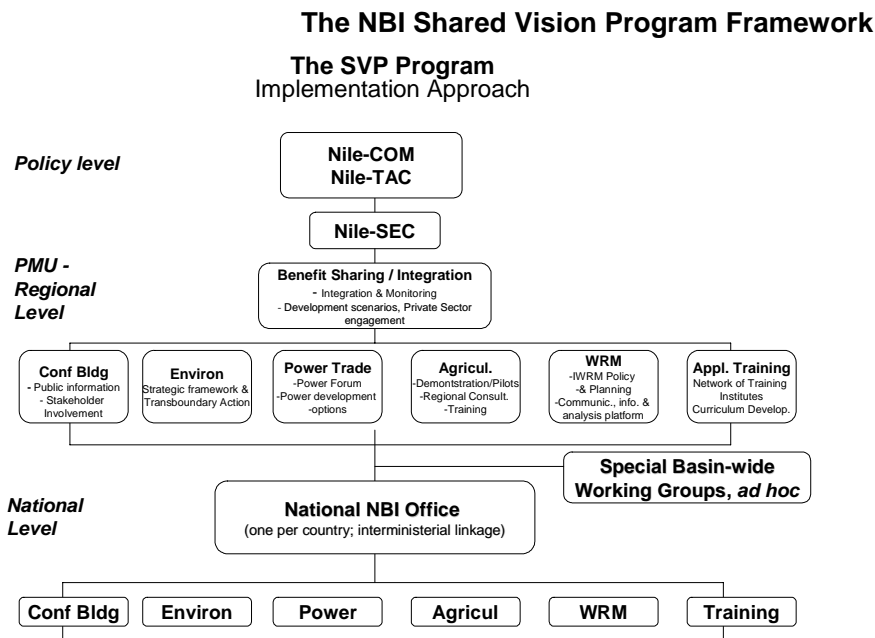 The NBI Shared Vision Program Framework
The SVP Program
Implementation Approach
Policy level
Nile-COM
Nile-TAC
Nile-SEC
PMU -
Regional
Level
Benefit Sharing / Integration
- Integration & Monitoring
- Development scenarios, Private Sector
engagement
Conf Bldg
- Public information
- Stakeholder
Involvement
Environ
Strategic framework &
Transboundary Action
Power Trade
-Power Forum
-Power development
-options
Agricul.
-Demontstration/Pilots
-Regional Consult.
-Training
WRM
-IWRM Policy
-& Planning
-Communic., info. &
analysis platform
Appl. Training
Network of Training
Institutes
Curriculum Develop.
Special Basin-wide
Working Groups, ad hoc
National
Level
National NBI Office
(one per country; interministerial linkage)
Conf Bldg
Environ
Power
Agricul
WRM
Training